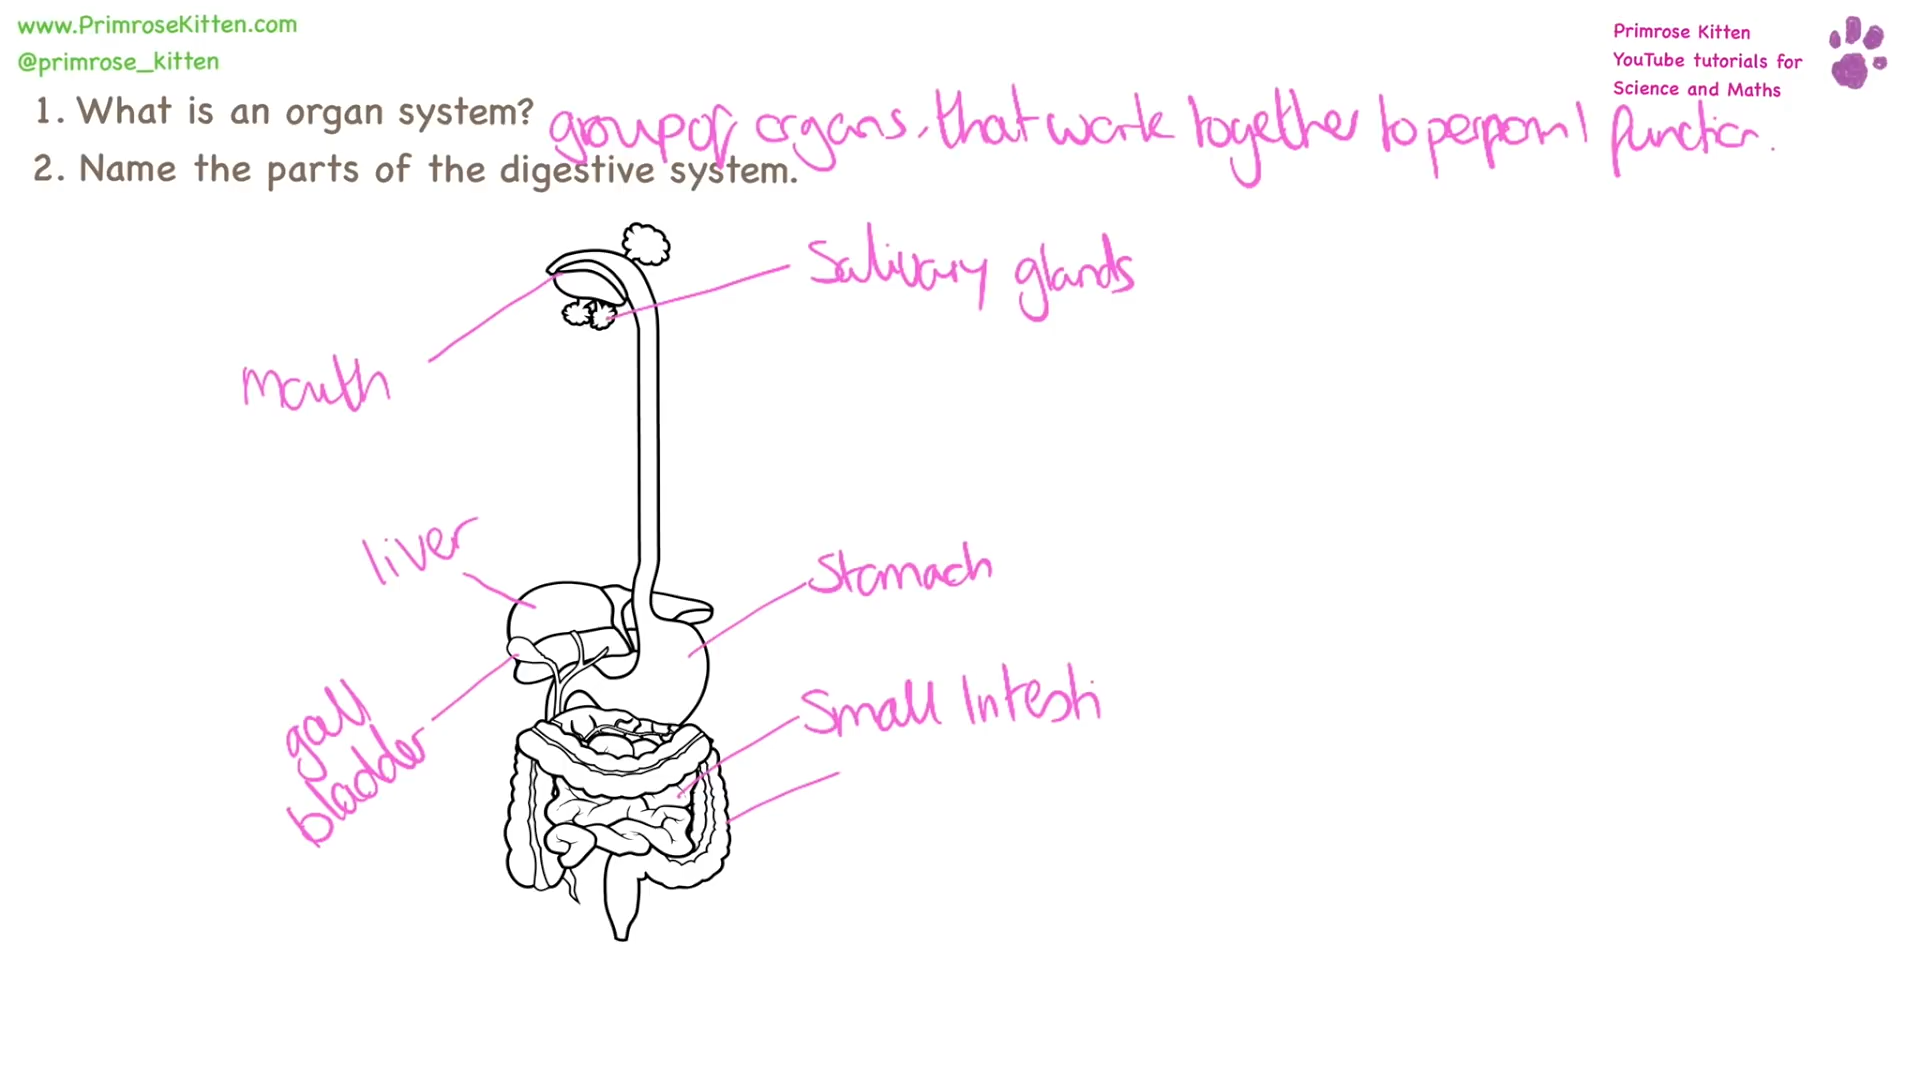 www.PrimroseKitten.com
@primrose_kitten
Primrose Kitten
YouTube tutorials for
Science and Maths
1. What is an organ system? group of organs, that work together to perform 1 function.
2. Name the parts of the digestive system.
Salivary glands
Mouth
liver
Stomach
gall
bladder
Small Intesti